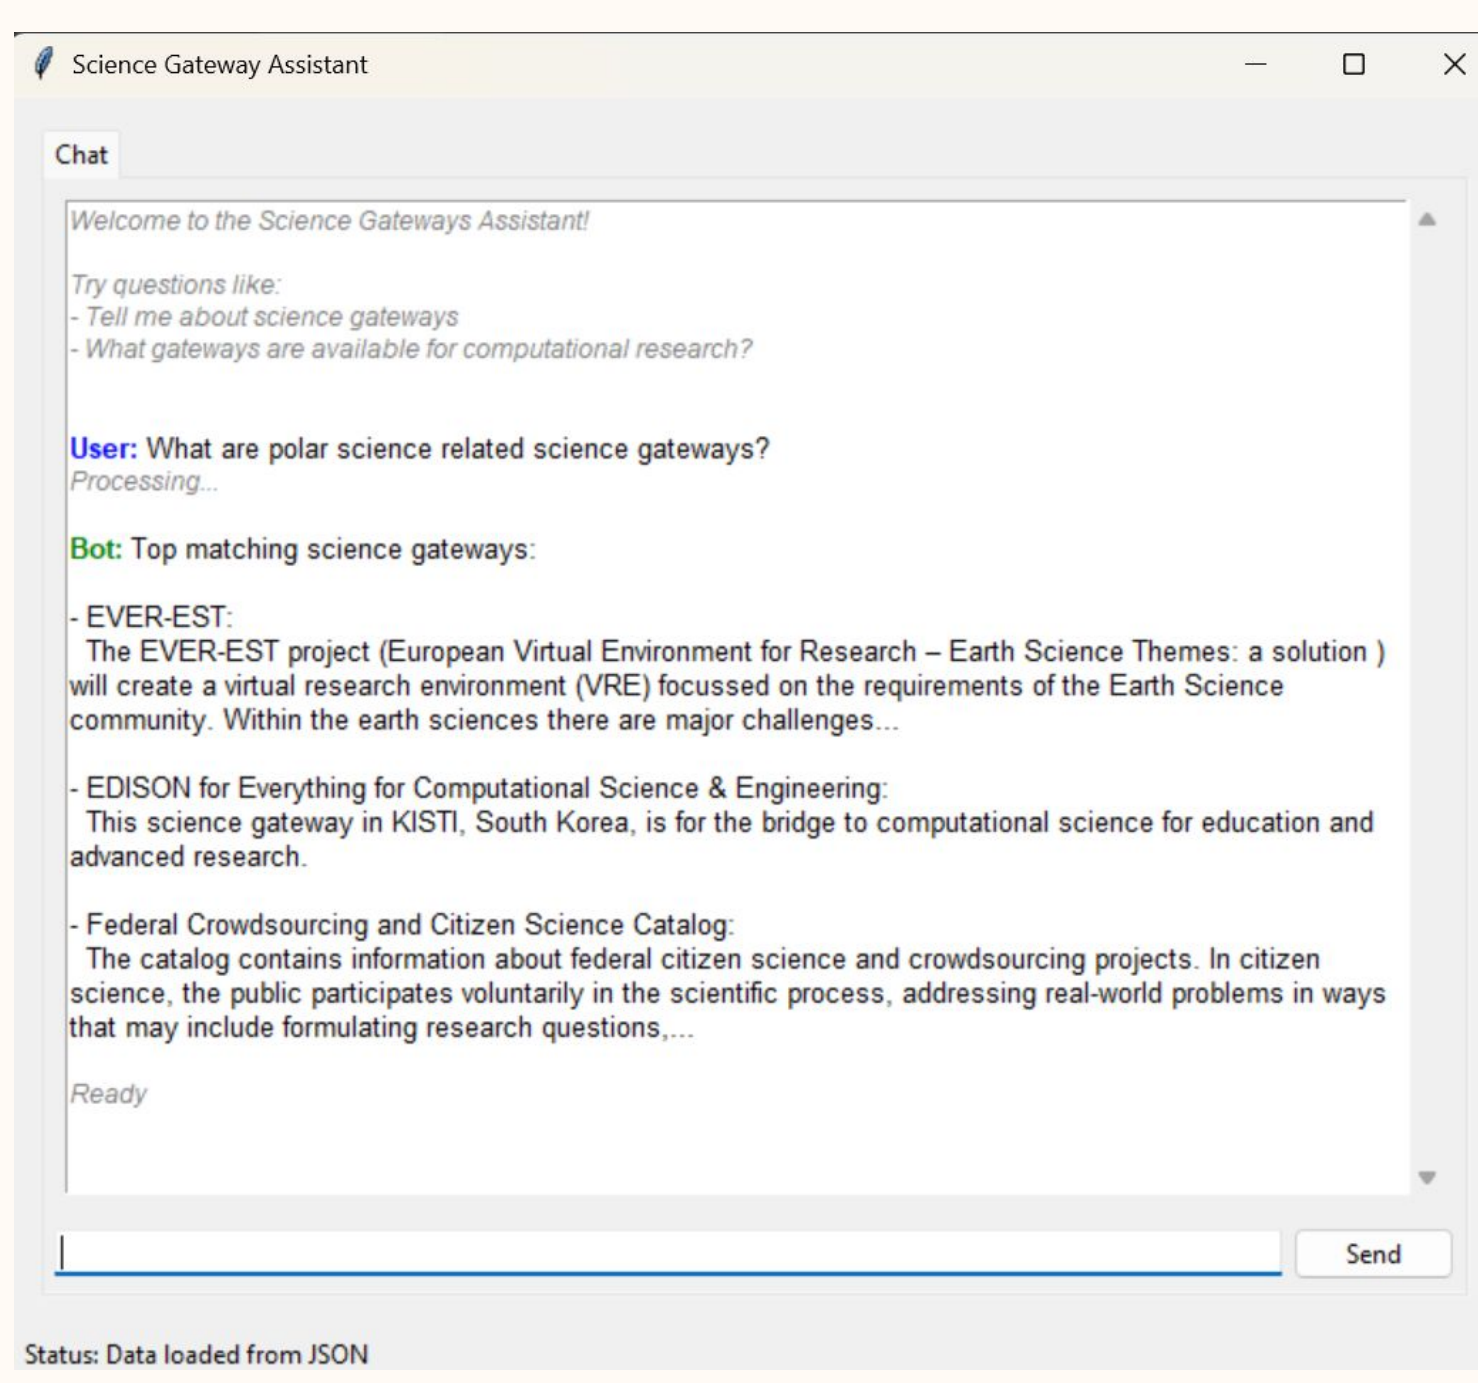 Science Gateway Assistant
Chat
Welcome to the Science Gateways Assistant!
Try questions like:
- Tell me about science gateways
- What gateways are available for computational research?
User: What are polar science related science gateways?
Processing...
Bot: Top matching science gateways:
- EVER-EST:
The EVER-EST project (European Virtual Environment for Research – Earth Science Themes: a solution )
will create a virtual research environment (VRE) focussed on the requirements of the Earth Science
community. Within the earth sciences there are major challenges...
- EDISON for Everything for Computational Science & Engineering:
This science gateway in KISTI, South Korea, is for the bridge to computational science for education and
advanced research.
- Federal Crowdsourcing and Citizen Science Catalog:
The catalog contains information about federal citizen science and crowdsourcing projects. In citizen
science, the public participates voluntarily in the scientific process, addressing real-world problems in ways
that may include formulating research questions,...
Ready
Send
Status: Data loaded from JSON